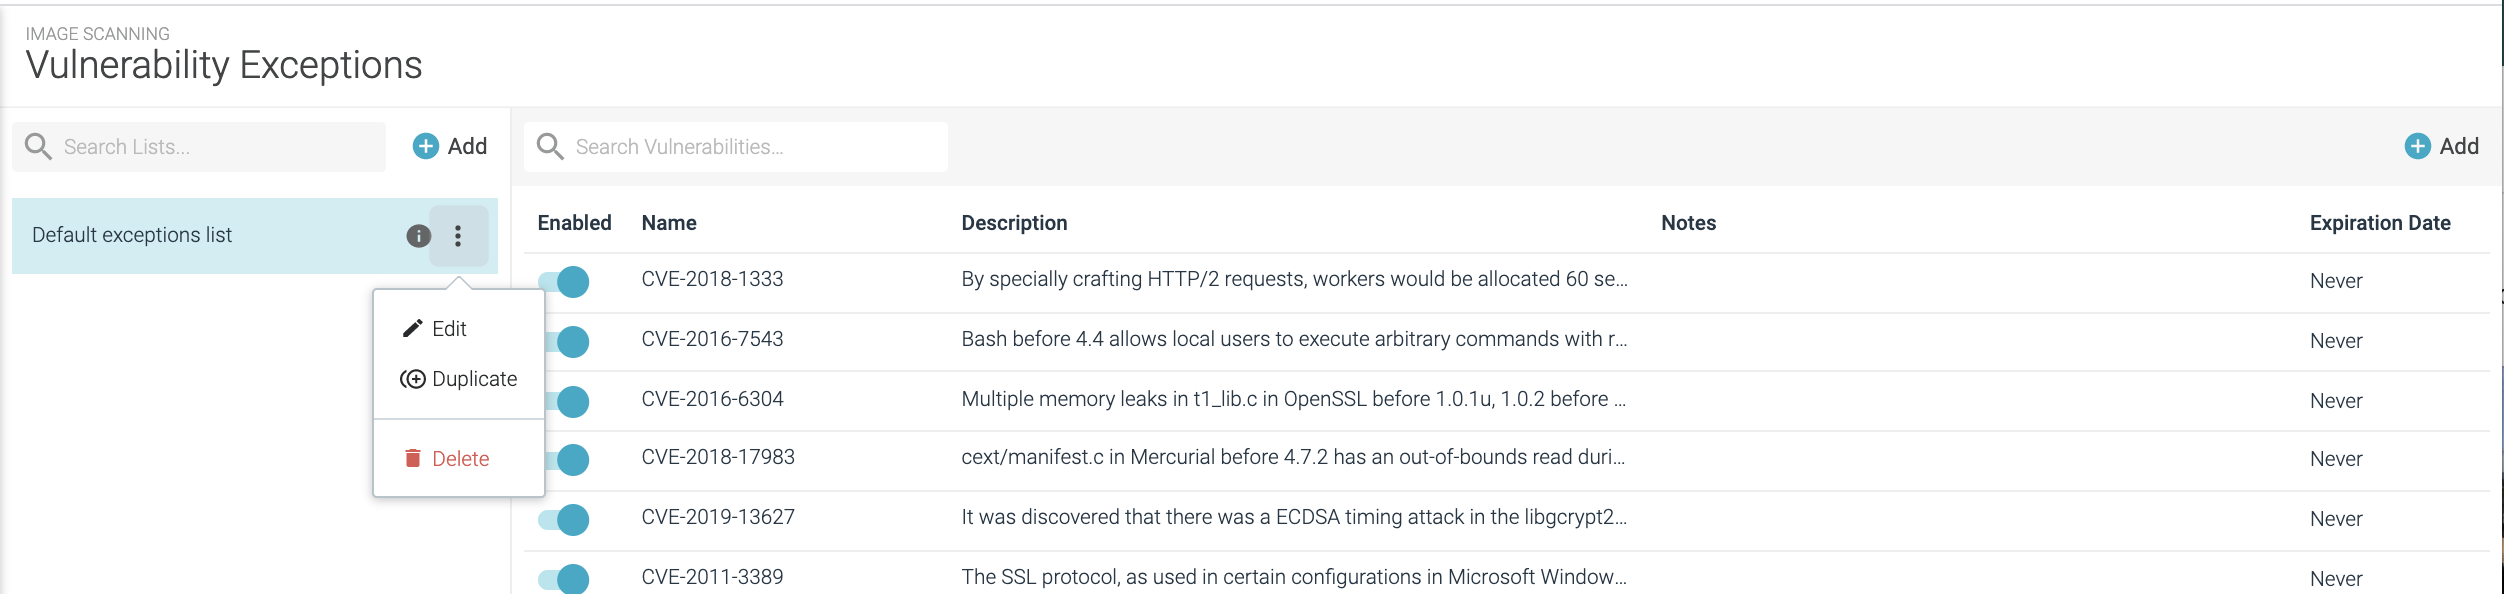 IMAGE SCANNING
Vulnerability Exceptions
Search Lists...
Add
Search Vulnerabilities...
Add
Default exceptions list
Edit
Duplicate
Delete
Enabled Name Description Notes Expiration Date
CVE-2018-1333 By specially crafting HTTP/2 requests, workers would be allocated 60 se... Never
CVE-2016-7543 Bash before 4.4 allows local users to execute arbitrary commands with r... Never
CVE-2016-6304 Multiple memory leaks in t1_lib.c in OpenSSL before 1.0.1u, 1.0.2 before ... Never
CVE-2018-17983 cext/manifest.c in Mercurial before 4.7.2 has an out-of-bounds read duri... Never
CVE-2019-13627 It was discovered that there was a ECDSA timing attack in the libgcrypt2... Never
CVE-2011-3389 The SSL protocol, as used in certain configurations in Microsoft Window... Never